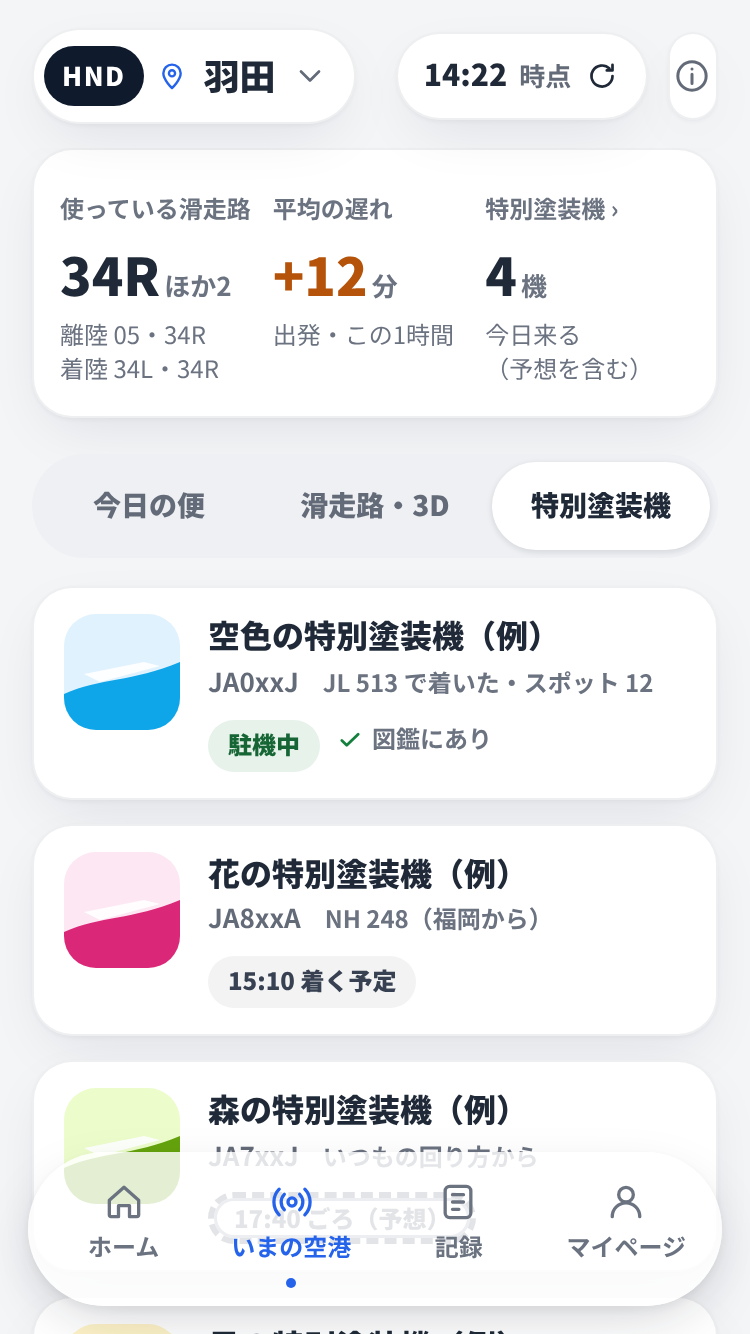 HND 羽田
14:22 時点
使っている滑走路
34R ほか2
離陸 05・34R
着陸 34L・34R
平均の遅れ
+12 分
出発・この1時間
特別塗装機 ›
4 機
今日来る
（予想を含む）
今日の便
滑走路・3D
特別塗装機
空色の特別塗装機（例）
JA0xxJ JL 513 で着いた・スポット 12
駐機中 図鑑にあり
花の特別塗装機（例）
JA8xxA NH 248（福岡から）
15:10 着く予定
森の特別塗装機（例）
JA7xxJ いつもの回り方から
17:40 ごろ（予想）
ホーム
いまの空港
記録
マイページ